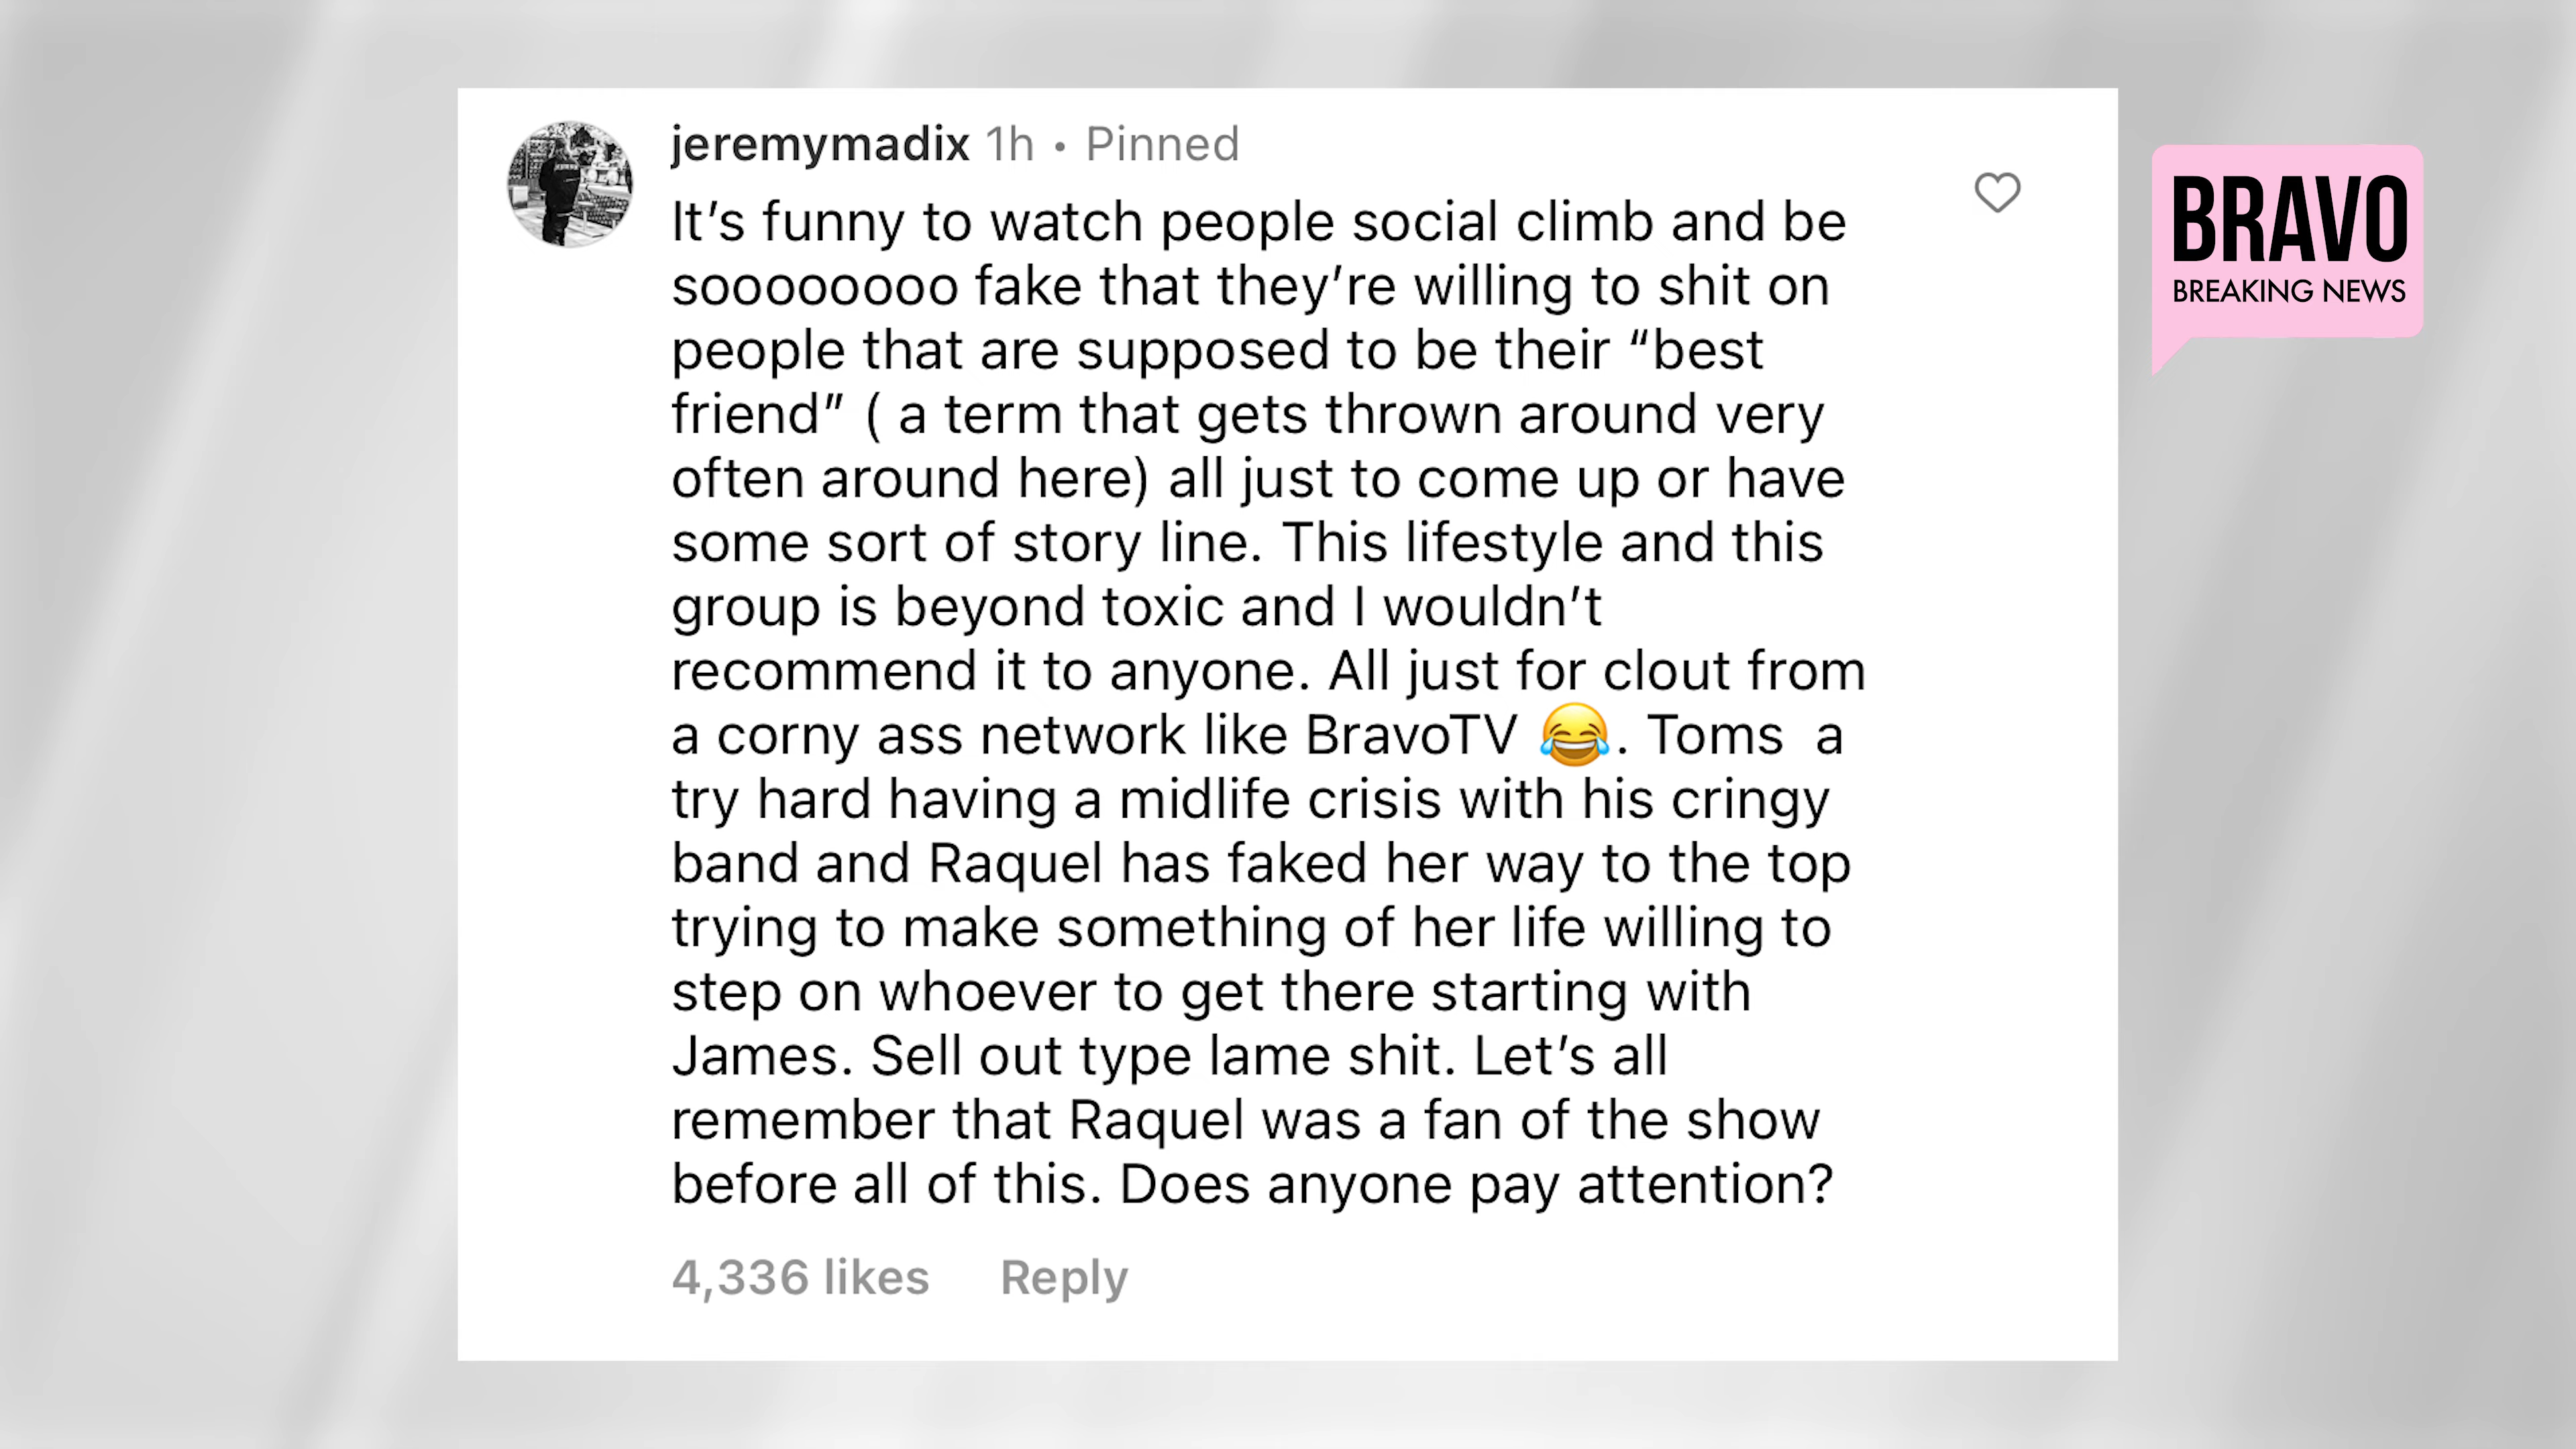 jeremymadix 1h • Pinned
It’s funny to watch people social climb and be
soooooooo fake that they’re willing to shit on
people that are supposed to be their “best
friend” ( a term that gets thrown around very
often around here) all just to come up or have
some sort of story line. This lifestyle and this
group is beyond toxic and I wouldn’t
recommend it to anyone. All just for clout from
a corny ass network like BravoTV 😂. Toms  a
try hard having a midlife crisis with his cringy
band and Raquel has faked her way to the top
trying to make something of her life willing to
step on whoever to get there starting with
James. Sell out type lame shit. Let’s all
remember that Raquel was a fan of the show
before all of this. Does anyone pay attention?
4,336 likes Reply
BRAVO
BREAKING NEWS